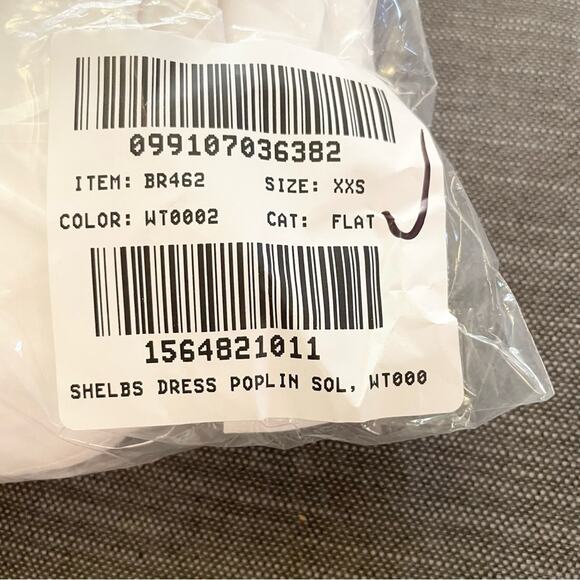 099107036382
ITEM: BR462 SIZE: XXS
COLOR: WT0002 CAT: FLAT
1564821011
SHELBS DRESS POPLIN SOL, WT000